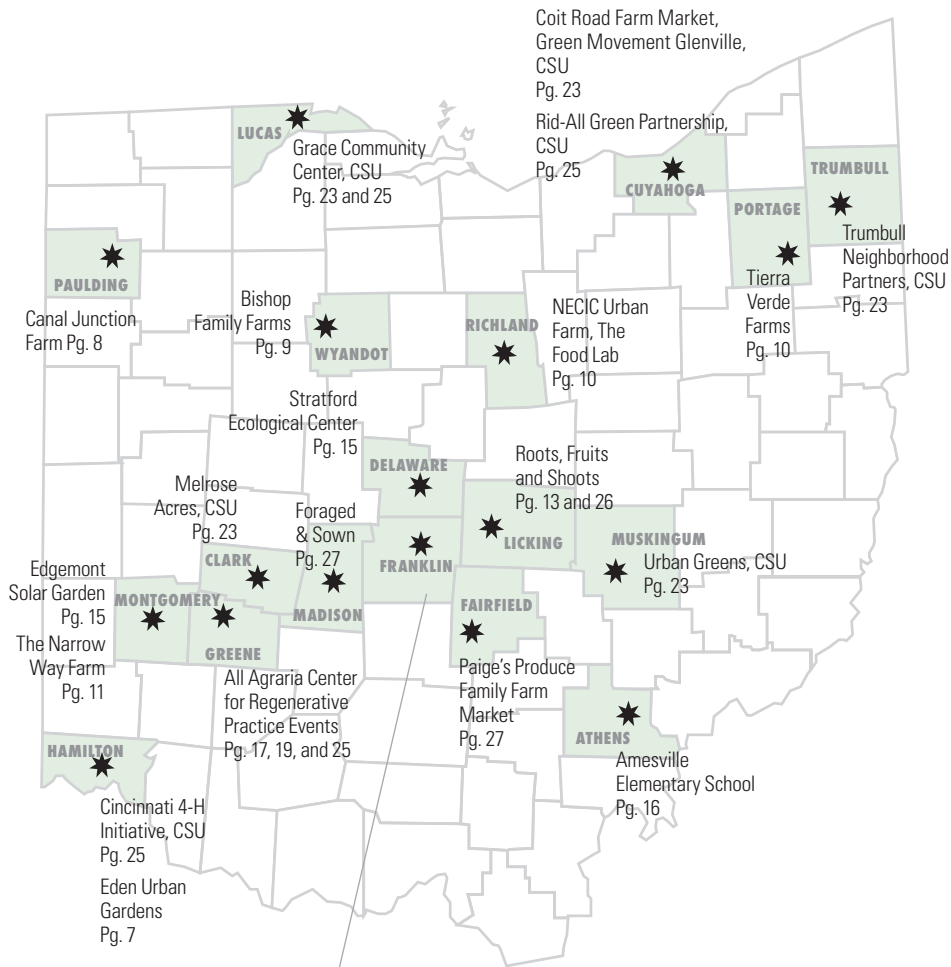 Coit Road Farm Market,
Green Movement Glenville,
CSU
Pg. 23
Rid-All Green Partnership,
CSU
Pg.25
CUYAHOGA
LUCAS
Grace Community
Center, CSU
Pg. 23 and 25
TRUMBULL
Trumbull
Neighborhood
Partners, CSU
Pg. 23
PORTAGE
Tierra
Verde
Farms
Pg. 10
PAULDING
Canal Junction
Farm Pg. 8
Bishop
Family Farms
Pg. 9
WYANDOT
RICHLAND
NECIC Urban
Farm, The
Food Lab
Pg. 10
Stratford
Ecological Center
Pg. 15
DELAWARE
Roots, Fruits
and Shoots
Pg. 13 and 26
LICKING
Melrose
Acres, CSU
Pg. 23
CLARK
Foraged
& Sown
Pg. 27
MADISON
FRANKLIN
MUSKINGUM
Urban Greens, CSU
Pg. 23
Edgemont
Solar Garden
Pg. 15
MONTGOMERY
The Narrow
Way Farm
Pg. 11
GREENE
All Agraria Center
for Regenerative
Practice Events
Pg. 17, 19, and 25
FAIRFIELD
Paige's Produce
Family Farm
Market
Pg. 27
ATHENS
Amesville
Elementary School
Pg. 16
HAMILTON
Cincinnati 4-H
Initiative, CSU
Pg. 25
Eden Urban
Gardens
Pg. 7